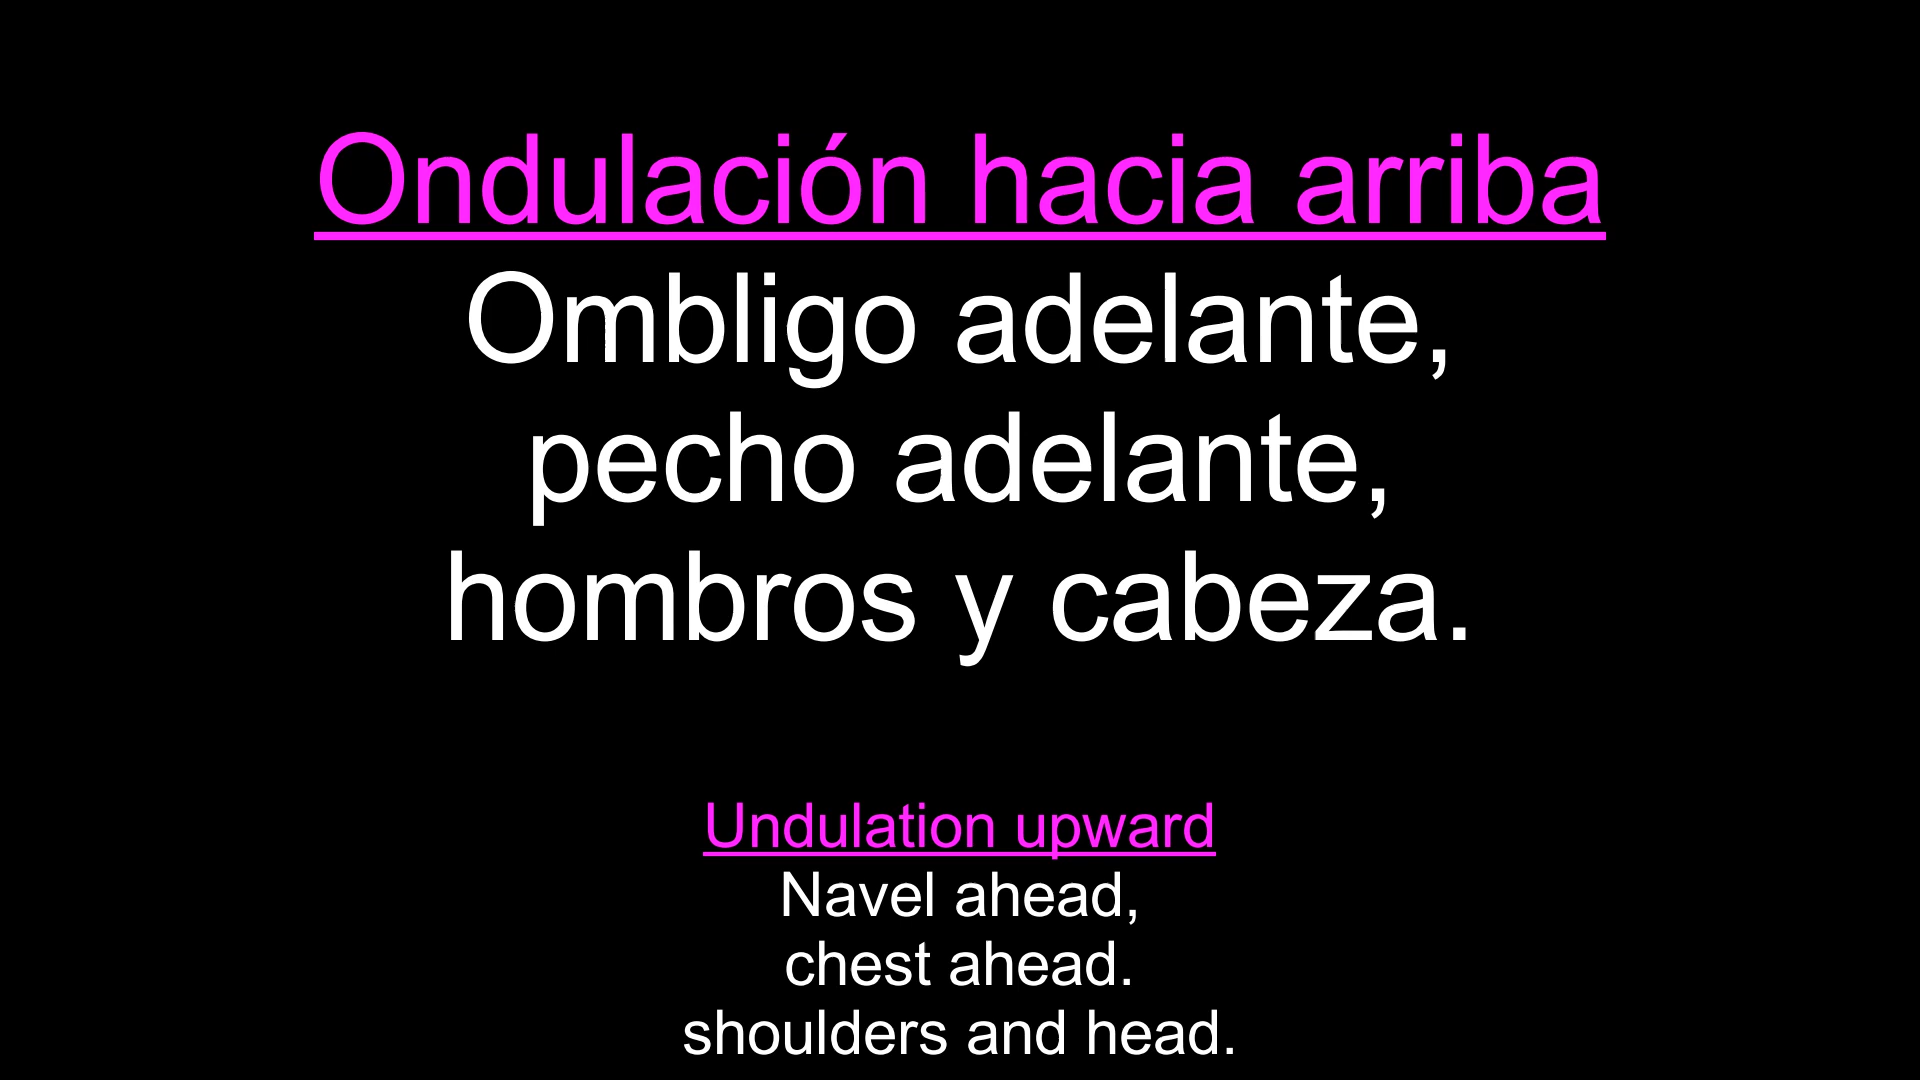 Ondulación hacia arriba
Ombligo adelante,
pecho adelante,
hombros y cabeza.
Undulation upward
Navel ahead,
chest ahead.
shoulders and head.